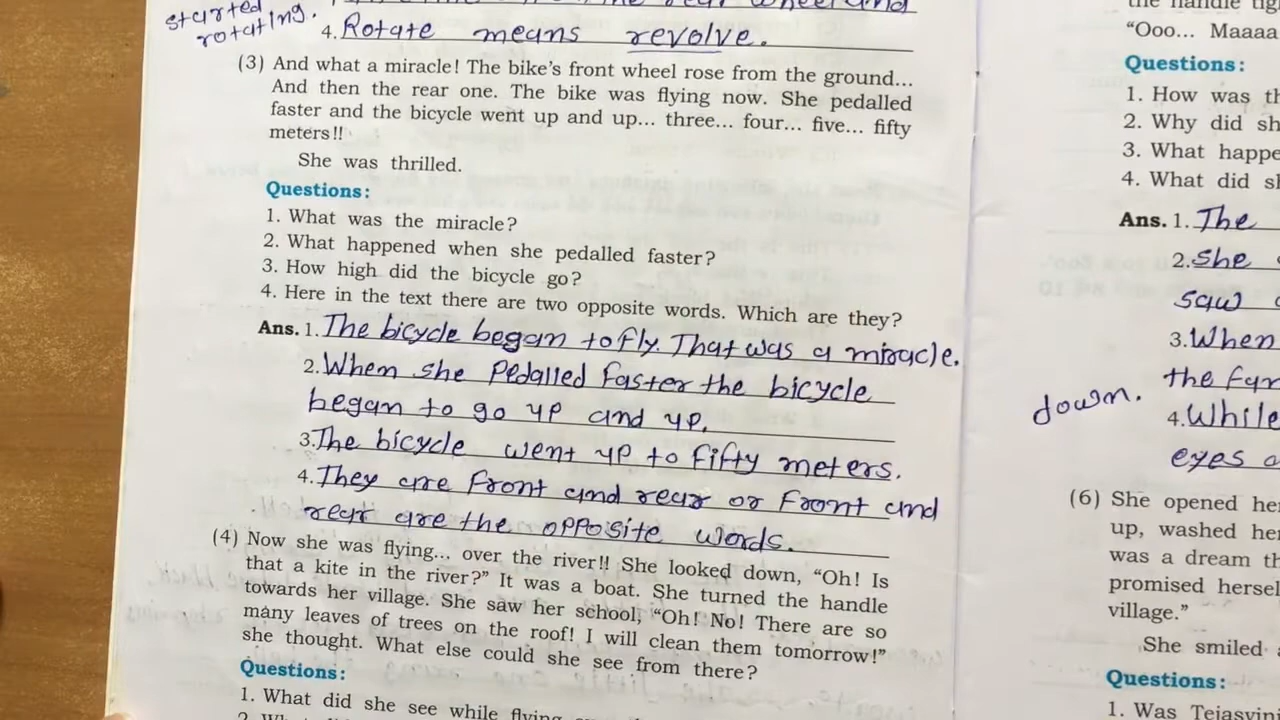 started
rotating.
4. Rotate means revolve.
(3) And what a miracle! The bike's front wheel rose from the ground...
And then the rear one. The bike was flying now. She pedalled
faster and the bicycle went up and up... three... four... five... fifty
meters!!
She was thrilled.
Questions:
1. What was the miracle?
2. What happened when she pedalled faster?
3. How high did the bicycle go?
4. Here in the text there are two opposite words. Which are they?
Ans. 1. The bicycle began to fly. That was a miracle.
2. When she Pedalled faster the bicycle
began to go up and up.
3. The bicycle went up to fifty meters.
4. They are front and rear or front and
rear are the opposite words.
(4) Now she was flying... over the river!! She looked down, "Oh! Is
that a kite in the river?" It was a boat. She turned the handle
towards her village. She saw her school, "Oh! No! There are so
many leaves of trees on the roof! I will clean them tomorrow!"
she thought. What else could she see from there?
Questions:
1. What did she see while flying
the handle
"Ooo... Maaaa
Questions:
1. How was
2. Why did
3. What
4. What did
Ans. 1. The
2. She
saw
3. When
the
down.
4. While
eyes
(6) She opened
up, washed
was a dream
promised
village."
She smiled
Questions:
1. Was